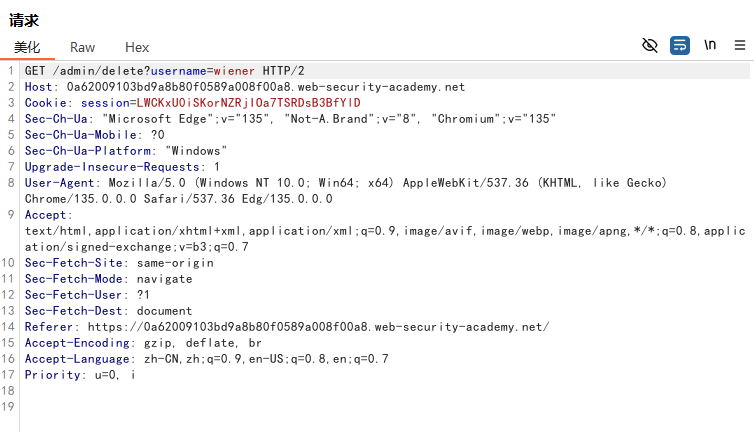 请求
美化 Raw Hex \n
1 GET /admin/delete?username=wiener HTTP/2
2 Host: 0a62009103bd9a8b80f0589a008f00a8.web-security-academy.net
3 Cookie: session=LWCKxU0iSKorNZRjIOa7TSRDsB3BfYlD
4 Sec-Ch-Ua: "Microsoft Edge";v="135", "Not-A.Brand";v="8", "Chromium";v="135"
5 Sec-Ch-Ua-Mobile: ?0
6 Sec-Ch-Ua-Platform: "Windows"
7 Upgrade-Insecure-Requests: 1
8 User-Agent: Mozilla/5.0 (Windows NT 10.0; Win64; x64) AppleWebKit/537.36 (KHTML, like Gecko)
Chrome/135.0.0.0 Safari/537.36 Edg/135.0.0.0
9 Accept:
text/html,application/xhtml+xml,application/xml;q=0.9,image/avif,image/webp,image/apng,*/*;q=0.8,applic
ation/signed-exchange;v=b3;q=0.7
10 Sec-Fetch-Site: same-origin
11 Sec-Fetch-Mode: navigate
12 Sec-Fetch-User: ?1
13 Sec-Fetch-Dest: document
14 Referer: https://0a62009103bd9a8b80f0589a008f00a8.web-security-academy.net/
15 Accept-Encoding: gzip, deflate, br
16 Accept-Language: zh-CN,zh;q=0.9,en-US;q=0.8,en;q=0.7
17 Priority: u=0, i
18
19